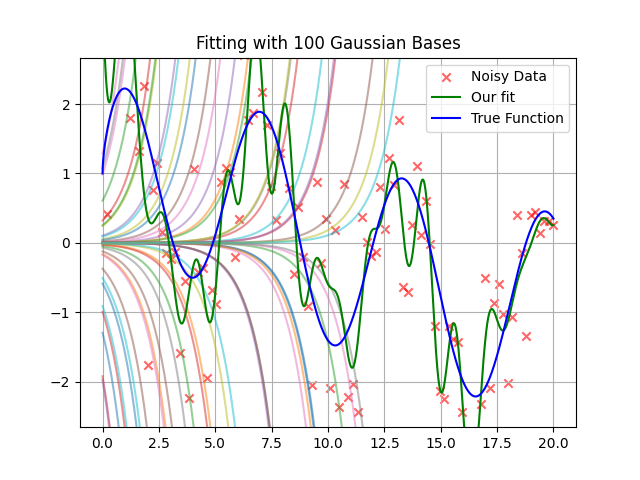 Fitting with 100 Gaussian Bases
Noisy Data
Our fit
True Function
2
1
0
−1
−2
0.0 2.5 5.0 7.5 10.0 12.5 15.0 17.5 20.0